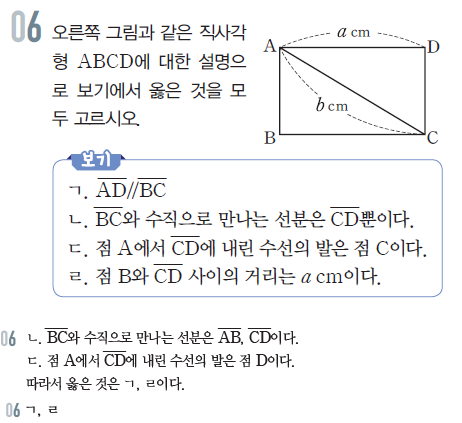 06 오른쪽 그림과 같은 직사각
형 ABCD에 대한 설명으
로 보기에서 옳은 것을 모
두 고르시오.
a cm
A D
b cm
B C
보기
ㄱ. AD//BC
ㄴ. BC와 수직으로 만나는 선분은 CD뿐이다.
ㄷ. 점 A에서 CD에 내린 수선의 발은 점 C이다.
ㄹ. 점 B와 CD 사이의 거리는 a cm이다.
06 ㄴ. BC와 수직으로 만나는 선분은 AB, CD이다.
ㄷ. 점 A에서 CD에 내린 수선의 발은 점 D이다.
따라서 옳은 것은 ㄱ, ㄹ이다.
06 ㄱ, ㄹ